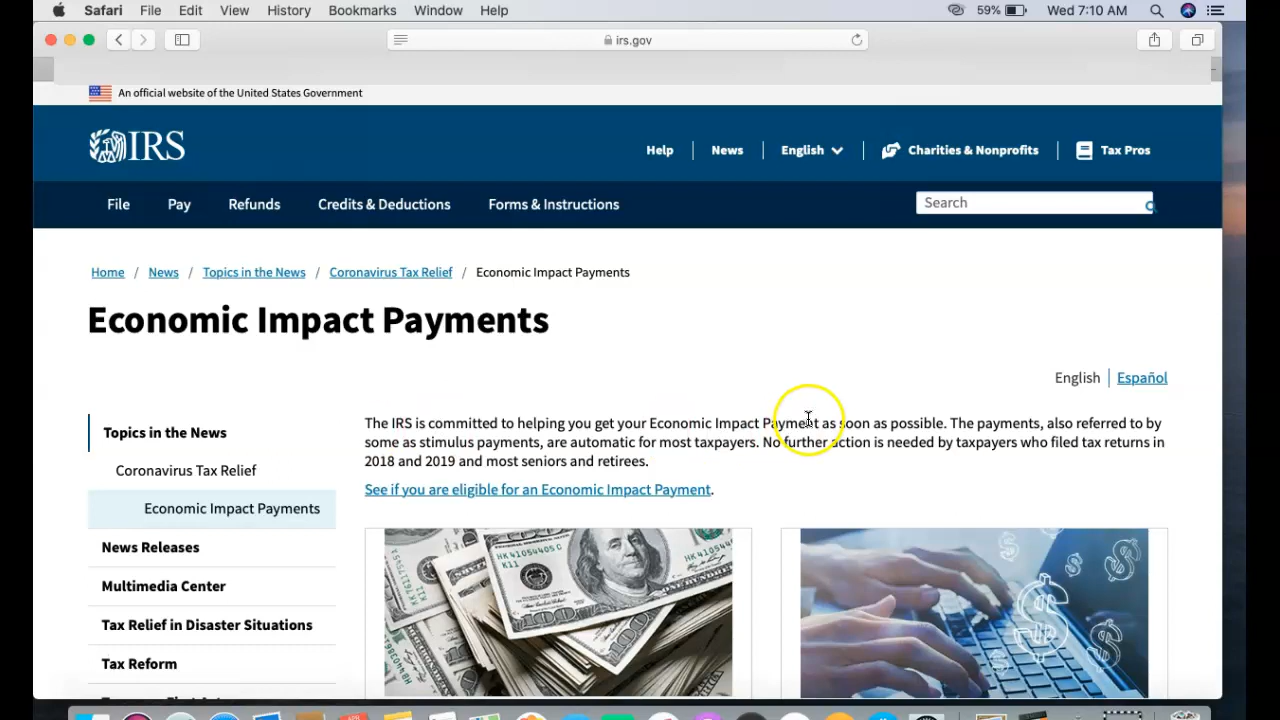 Safari File Edit View History Bookmarks Window Help 59% Wed 7:10 AM
irs.gov
An official website of the United States Government
IRS
Help News English Charities & Nonprofits Tax Pros
File Pay Refunds Credits & Deductions Forms & Instructions Search
Home / News / Topics in the News / Coronavirus Tax Relief / Economic Impact Payments
Economic Impact Payments
English Español
The IRS is committed to helping you get your Economic Impact Payment as soon as possible. The payments, also referred to by
some as stimulus payments, are automatic for most taxpayers. No further action is needed by taxpayers who filed tax returns in
2018 and 2019 and most seniors and retirees.
See if you are eligible for an Economic Impact Payment.
Topics in the News
Coronavirus Tax Relief
Economic Impact Payments
News Releases
Multimedia Center
Tax Relief in Disaster Situations
Tax Reform
HK41054405C
K11
100